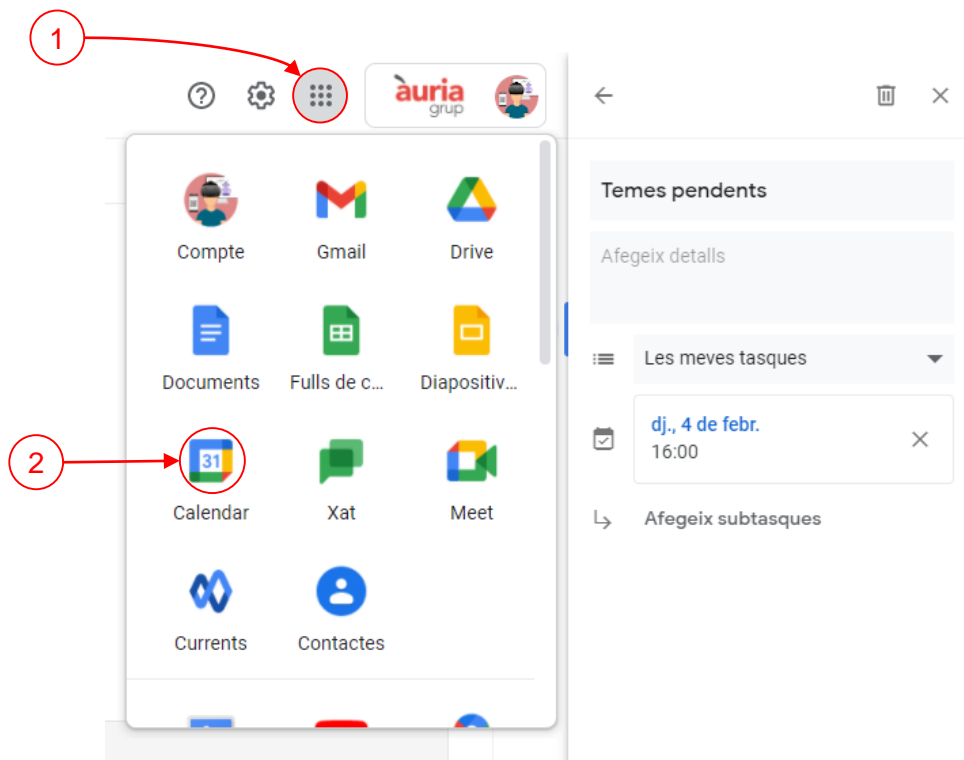 1
àuria
grup
Compte
Gmail
Drive
Documents
Fulls de c...
Diapositiv...
2
31
Calendar
Xat
Meet
Currents
Contactes
Temes pendents
Afegeix detalls
Les meves tasques
dj., 4 de febr.
16:00
Afegeix subtasques